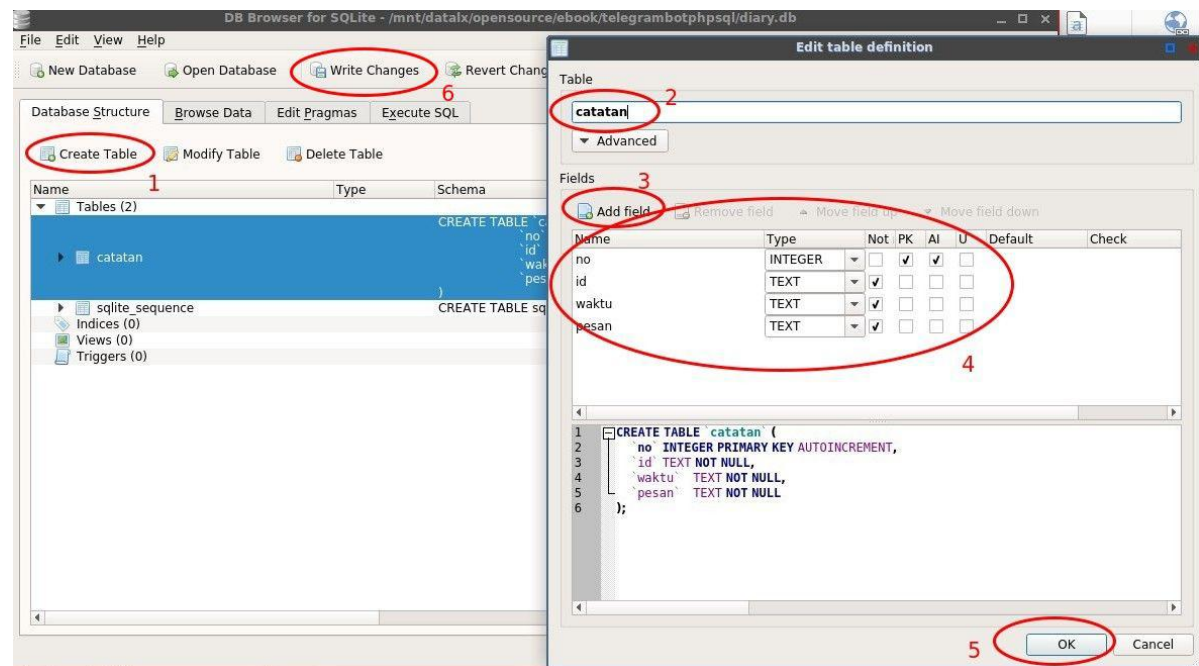 DB Browser for SQLite - /mnt/datalx/opensource/ebook/telegrambotphpsql/diary.db
File Edit View Help
New Database Open Database Write Changes Revert Chang
6
Database Structure Browse Data Edit Pragmas Execute SQL
Create Table Modify Table Delete Table
1
Name Type Schema
Tables (2)
CREATE TABLE `c
`no`
catatan `id`
`wak
`pes
)
sqlite_sequence CREATE TABLE sq
Indices (0)
Views (0)
Triggers (0)
a
Edit table definition
Table
catatan 2
Advanced
Fields
3
Add field Remove field Move field up Move field down
Name Type Not PK AI U Default Check
no INTEGER
id TEXT
waktu TEXT
pesan TEXT
4
1 CREATE TABLE `catatan` (
2 `no` INTEGER PRIMARY KEY AUTOINCREMENT,
3 `id` TEXT NOT NULL,
4 `waktu` TEXT NOT NULL,
5 `pesan` TEXT NOT NULL
6 );
5 OK Cancel